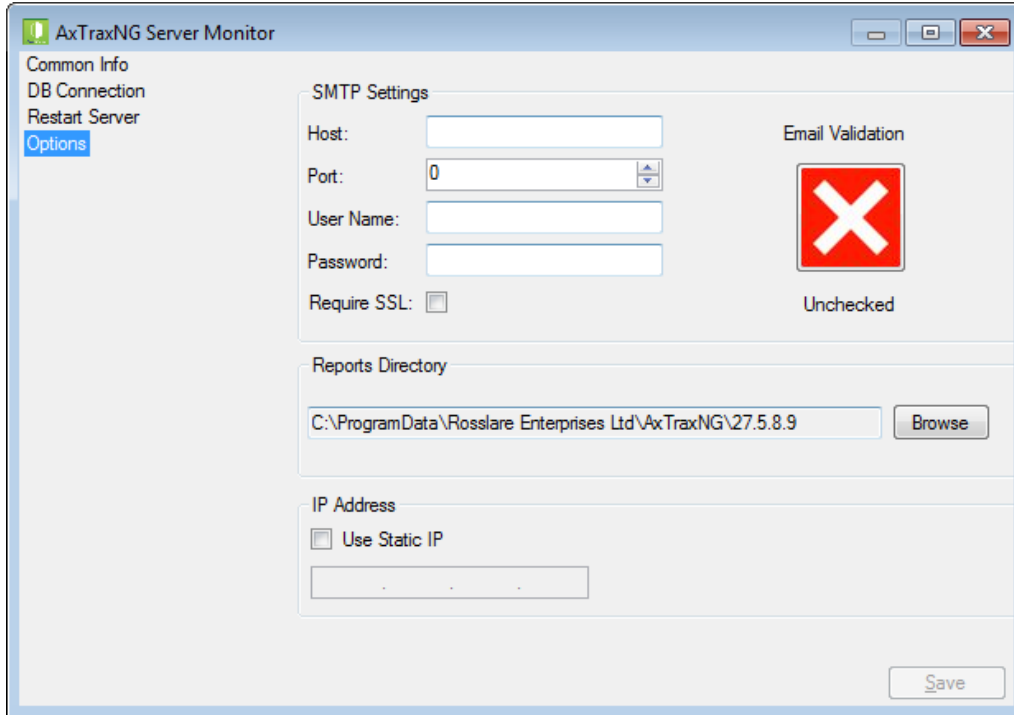 AxTraxNG Server Monitor
Common Info
DB Connection
Restart Server
Options
SMTP Settings
Host:
Port: 0
User Name:
Password:
Require SSL:
Email Validation
Unchecked
Reports Directory
C:\ProgramData\Rosslare Enterprises Ltd\AxTraxNG\27.5.8.9 Browse
IP Address
Use Static IP
. . .
Save